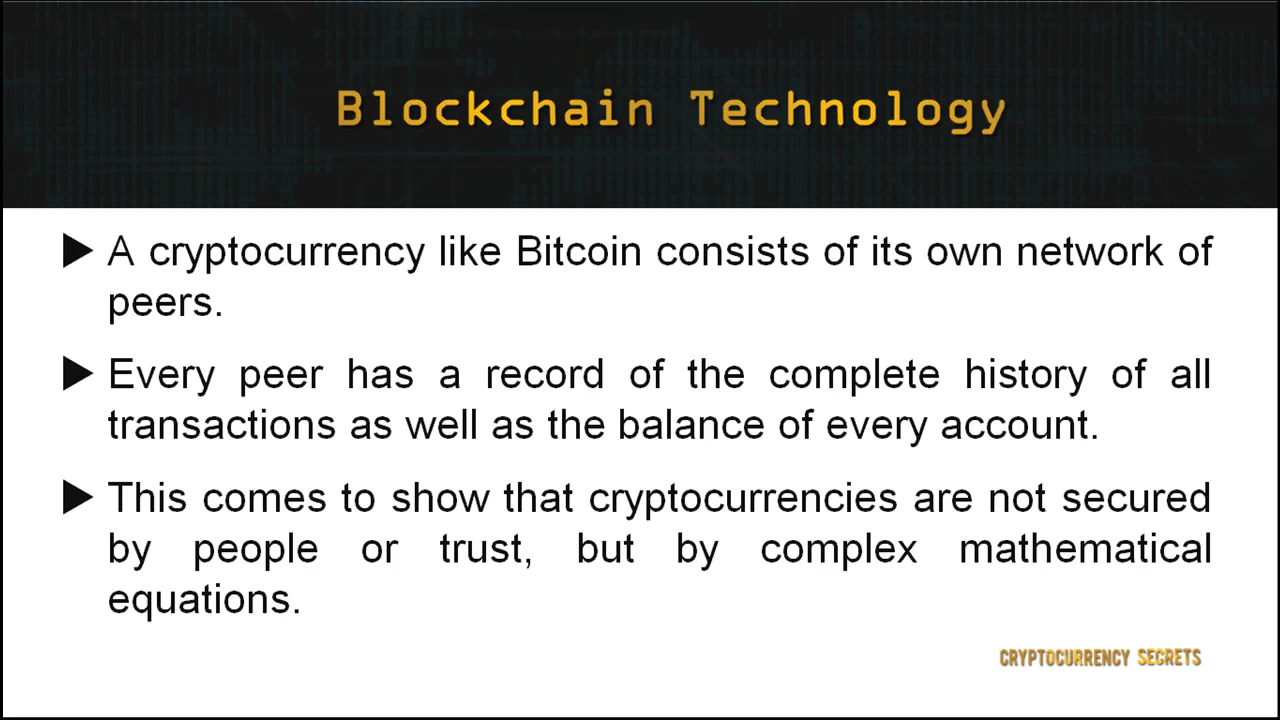 Blockchain Technology
▶ A cryptocurrency like Bitcoin consists of its own network of
peers.
▶ Every peer has a record of the complete history of all
transactions as well as the balance of every account.
▶ This comes to show that cryptocurrencies are not secured
by people or trust, but by complex mathematical
equations.
CRYPTOCURRENCY SECRETS